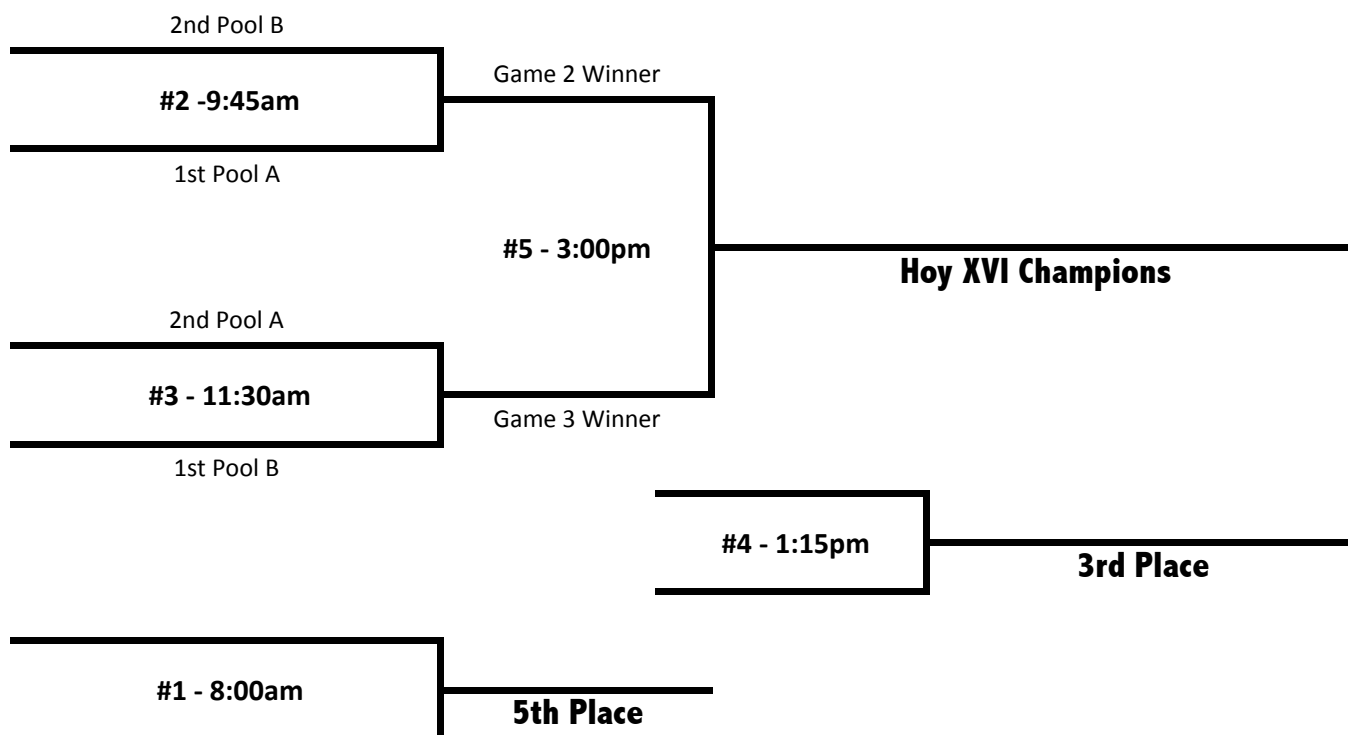 2nd Pool B
Game 2 Winner
#2 -9:45am
1st Pool A
#5 - 3:00pm
Hoy XVI Champions
2nd Pool A
#3 - 11:30am
Game 3 Winner
1st Pool B
#4 - 1:15pm
3rd Place
#1 - 8:00am
5th Place